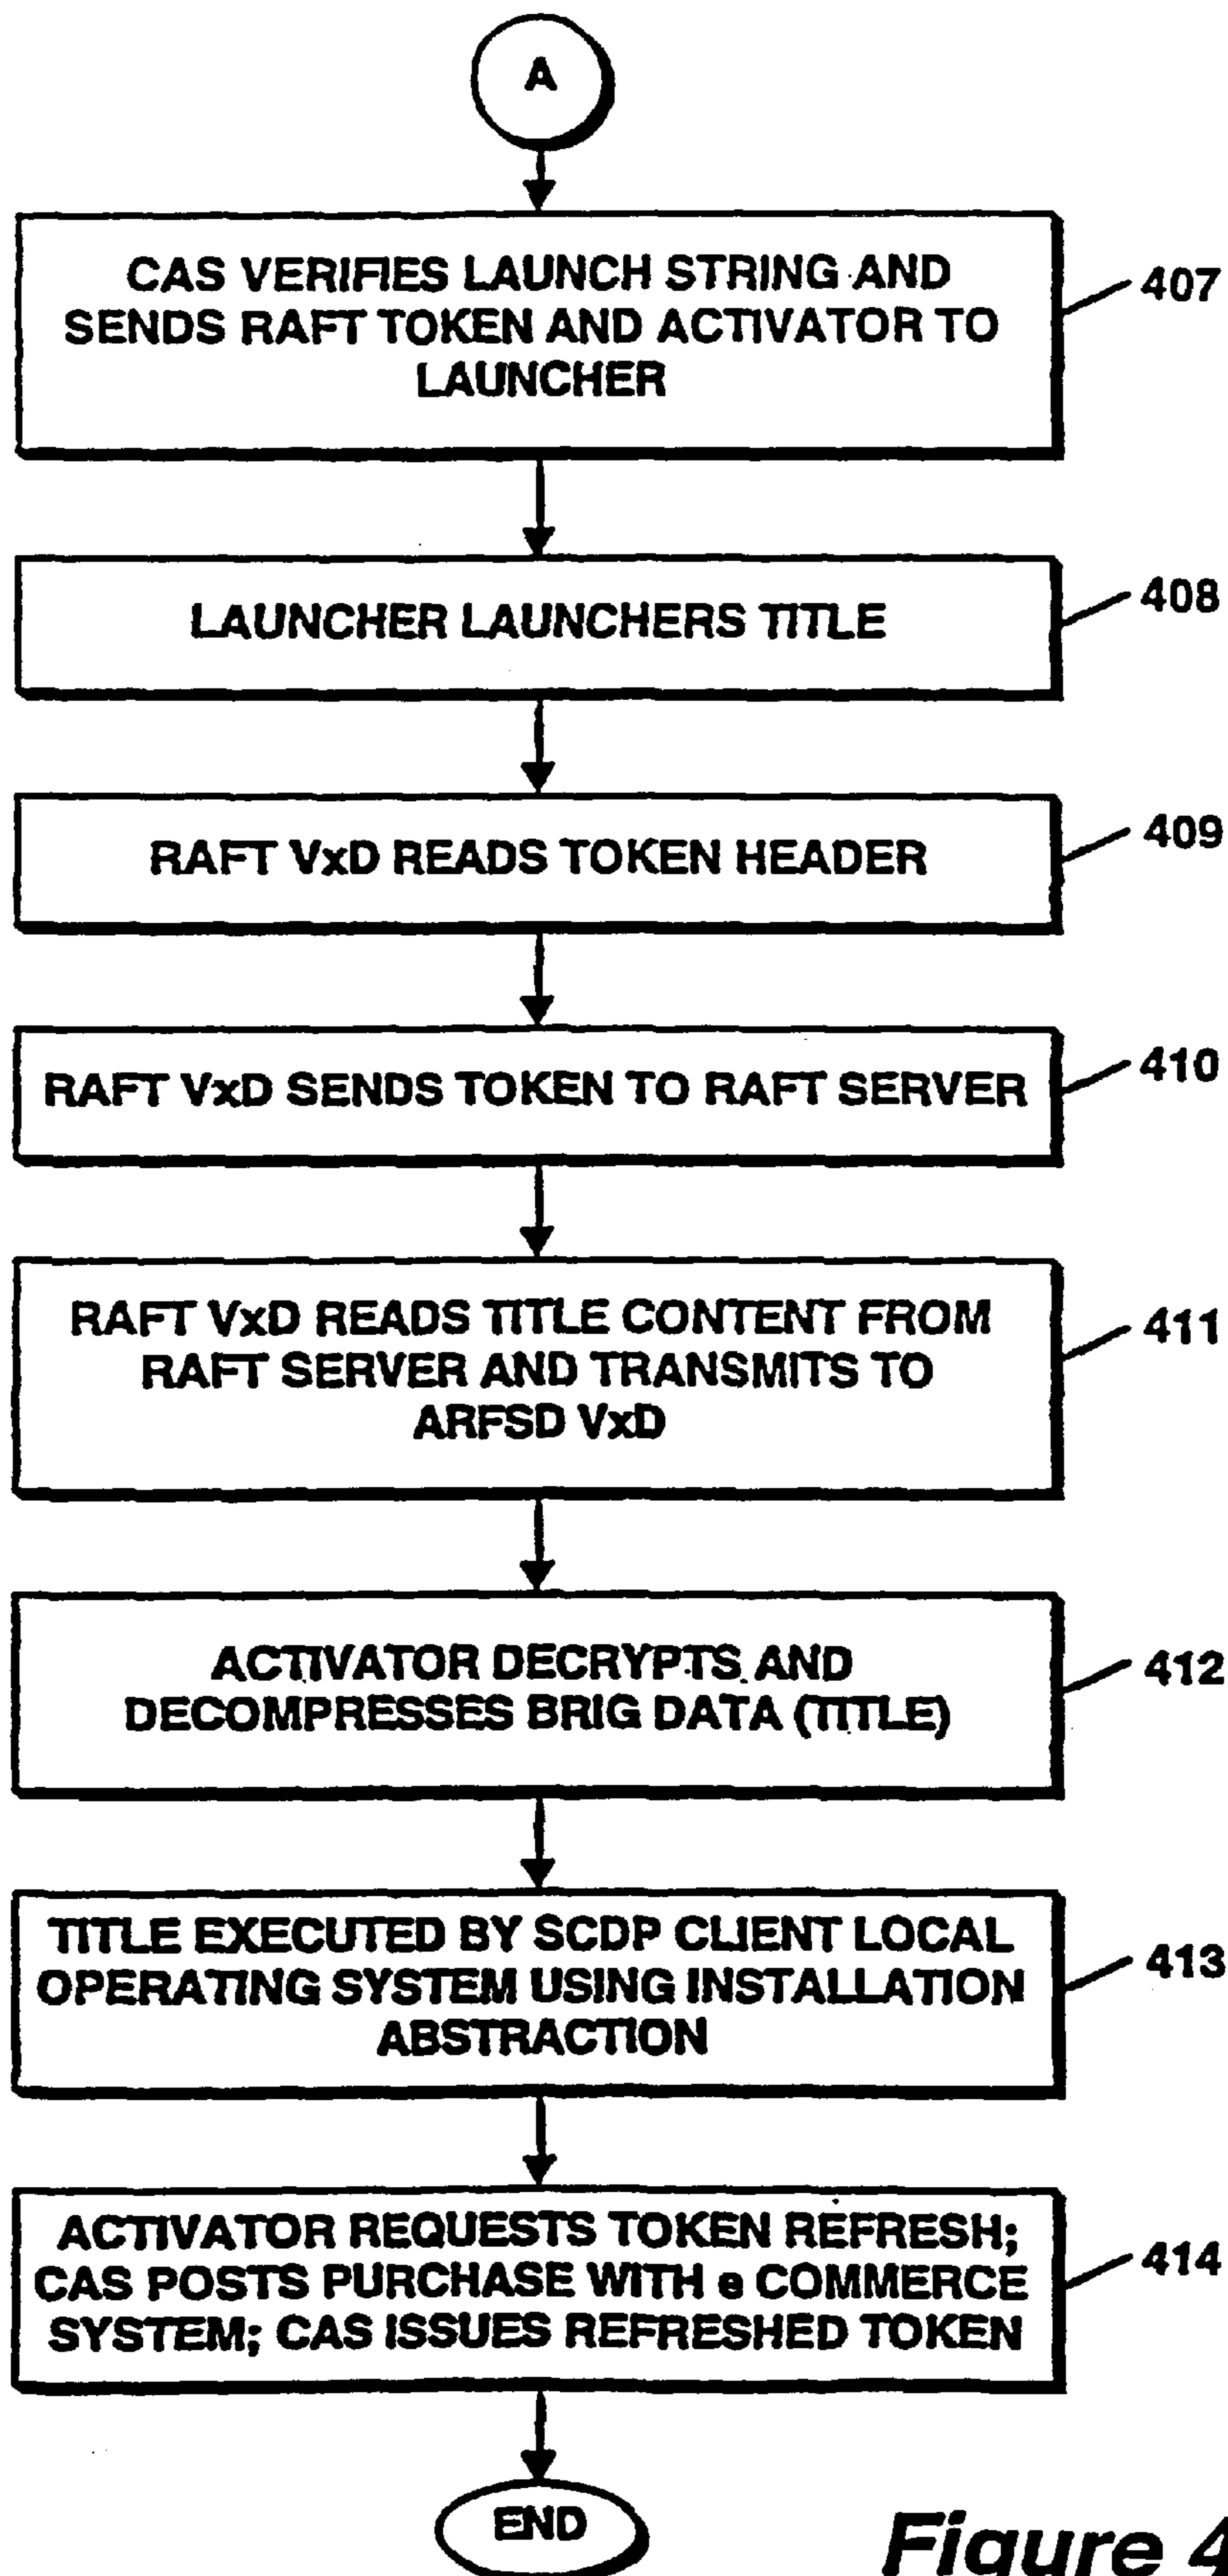 A
CAS VERIFIES LAUNCH STRING AND
SENDS RAFT TOKEN AND ACTIVATOR TO
LAUNCHER
407
LAUNCHER LAUNCHERS TITLE
408
RAFT VxD READS TOKEN HEADER
409
RAFT VxD SENDS TOKEN TO RAFT SERVER
410
RAFT VxD READS TITLE CONTENT FROM
RAFT SERVER AND TRANSMITS TO
ARFSD VxD
411
ACTIVATOR DECRYPTS AND
DECOMPRESSES BRIG DATA (TITLE)
412
TITLE EXECUTED BY SCDP CLIENT LOCAL
OPERATING SYSTEM USING INSTALLATION
ABSTRACTION
413
ACTIVATOR REQUESTS TOKEN REFRESH;
CAS POSTS PURCHASE WITH e COMMERCE
SYSTEM; CAS ISSUES REFRESHED TOKEN
414
END
Figure 4